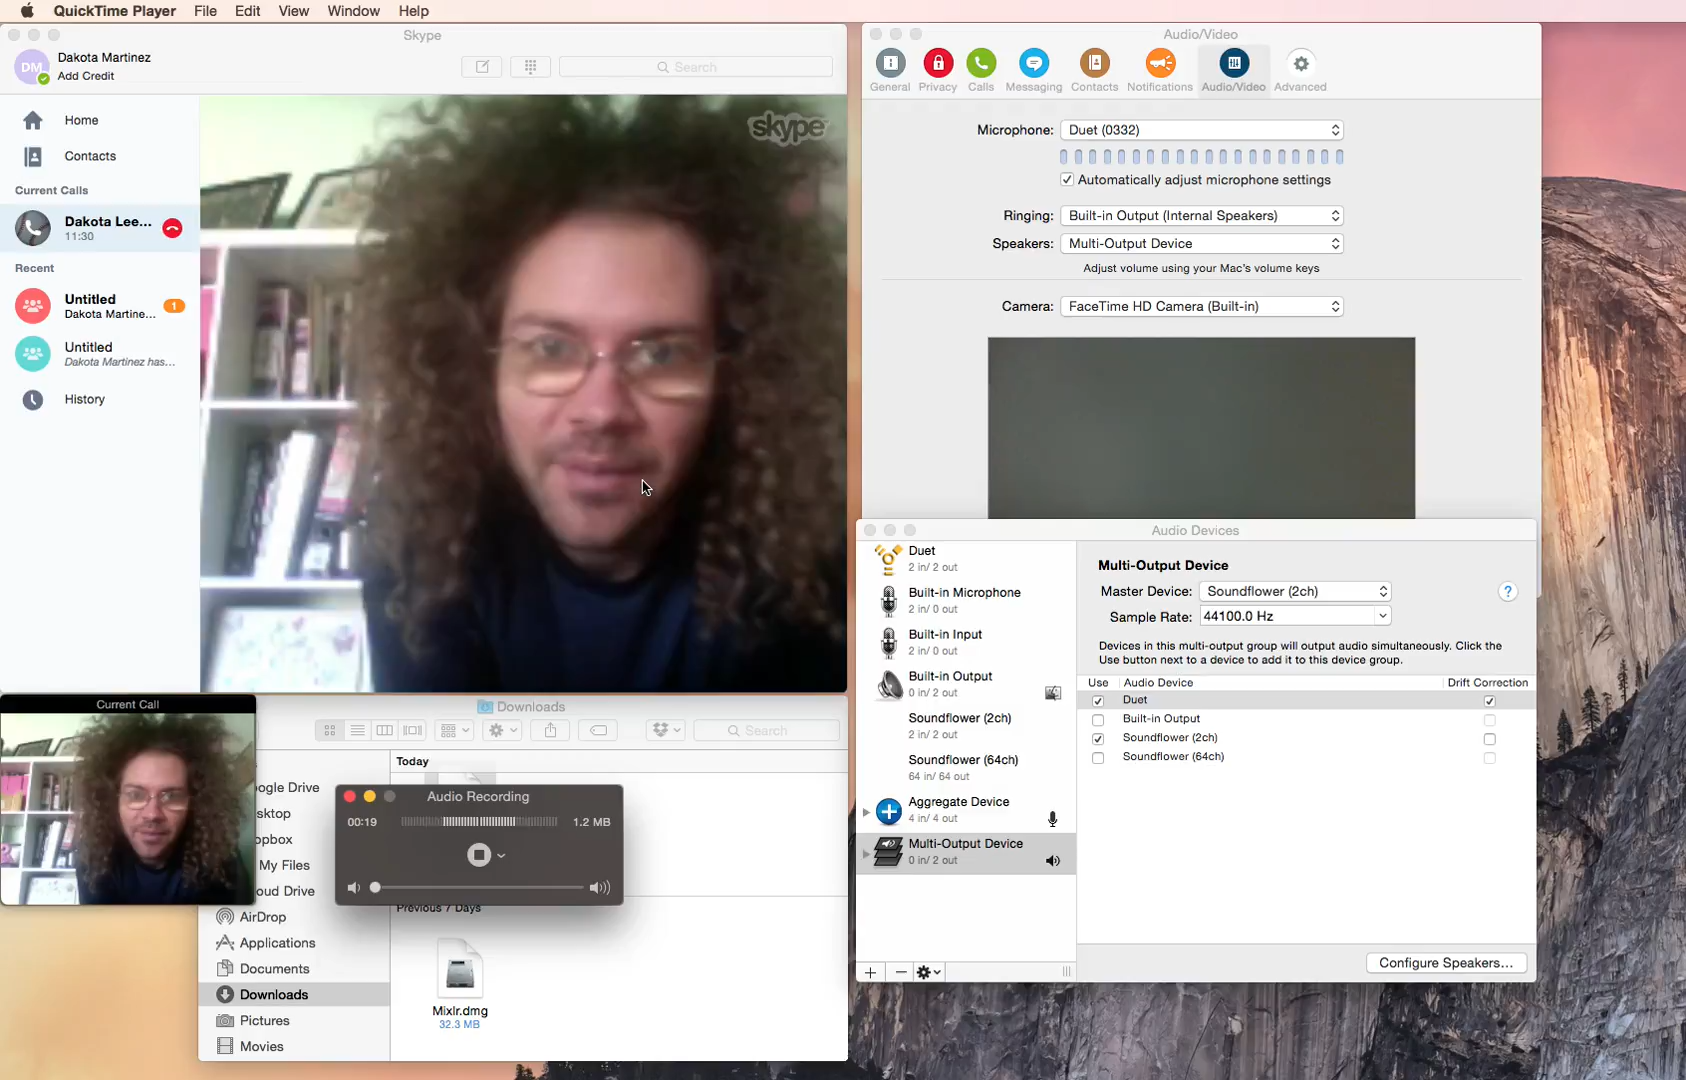 QuickTime Player File Edit View Window Help
Skype
DM
Dakota Martinez
Add Credit
Search
Home
Contacts
Current Calls
Dakota Lee...
11:30
Recent
Untitled
Dakota Martine...
1
Untitled
Dakota Martinez has...
History
skype
Audio/Video
General Privacy Calls Messaging Contacts Notifications Audio/Video Advanced
Microphone: Duet (0332)
Automatically adjust microphone settings
Ringing: Built-in Output (Internal Speakers)
Speakers: Multi-Output Device
Adjust volume using your Mac's volume keys
Camera: FaceTime HD Camera (Built-in)
Audio Devices
Duet
2 in/ 2 out
Built-in Microphone
2 in/ 0 out
Built-in Input
2 in/ 0 out
Built-in Output
0 in/ 2 out
Soundflower (2ch)
2 in/ 2 out
Soundflower (64ch)
64 in/ 64 out
Aggregate Device
4 in/ 4 out
Multi-Output Device
0 in/ 2 out
Multi-Output Device
Master Device: Soundflower (2ch)
?
Sample Rate: 44100.0 Hz
Devices in this multi-output group will output audio simultaneously. Click the
Use button next to a device to add it to this device group.
Use Audio Device Drift Correction
Duet
Built-in Output
Soundflower (2ch)
Soundflower (64ch)
Configure Speakers...
Current Call
Downloads
Search
Today
oogle Drive
sktop
opbox
My Files
oud Drive
AirDrop
Applications
Documents
Downloads
Pictures
Movies
Audio Recording
00:19
1.2 MB
Previous 7 Days
Mixlr.dmg
32.3 MB